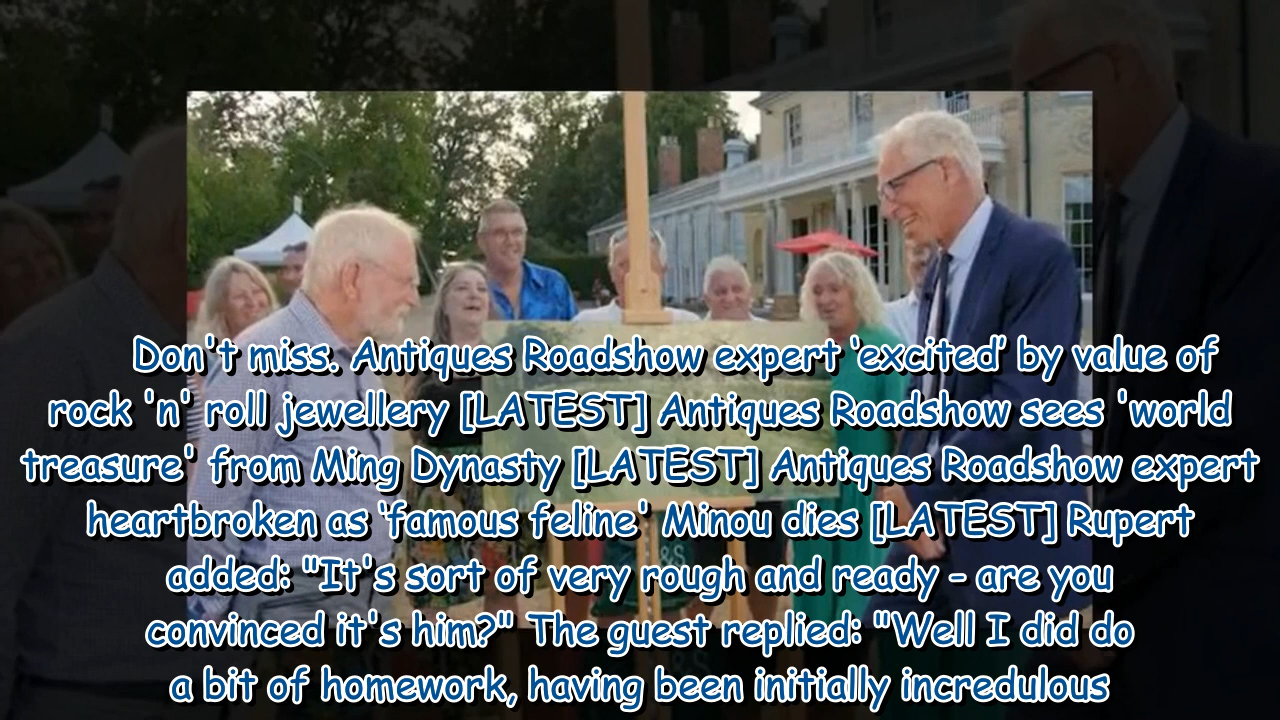 Don't miss. Antiques Roadshow expert ‘excited’ by value of
rock 'n' roll jewellery [LATEST] Antiques Roadshow sees 'world
treasure' from Ming Dynasty [LATEST] Antiques Roadshow expert
heartbroken as ‘famous feline' Minou dies [LATEST] Rupert
added: "It's sort of very rough and ready - are you
convinced it's him?" The guest replied: "Well I did do
a bit of homework, having been initially incredulous